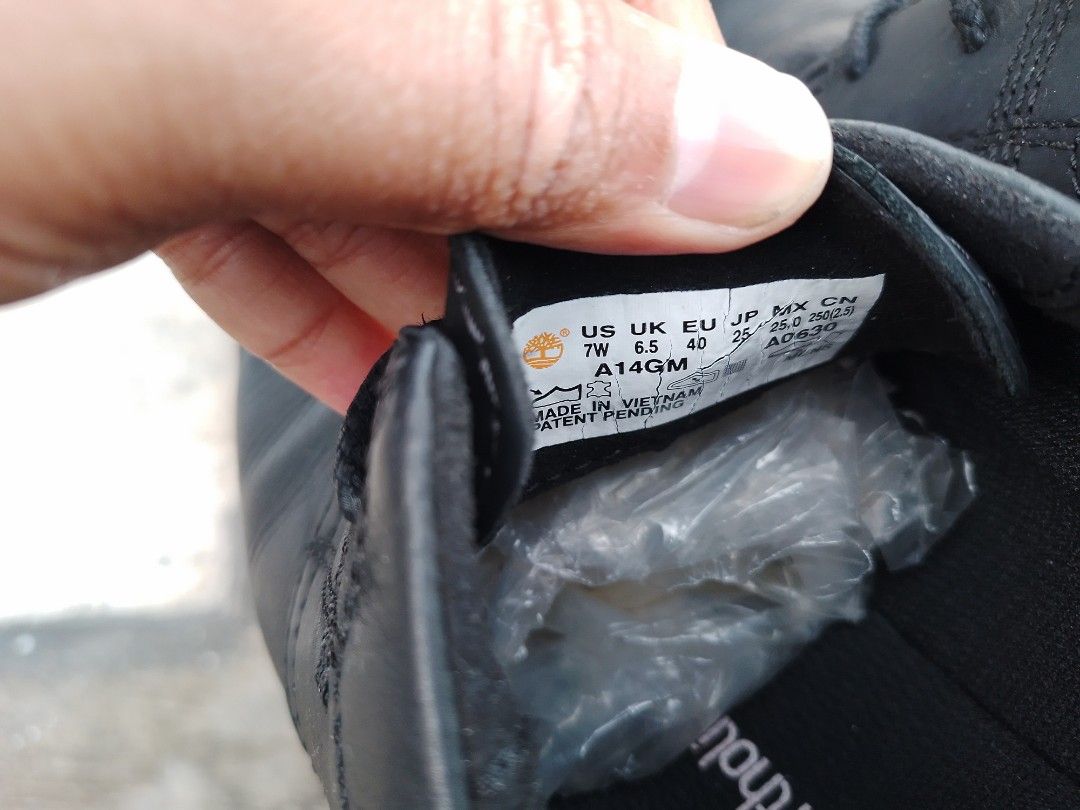 US UK EU JP MX CN
7W 6.5 40 25 25,0 250(2.5)
A14GM A0630
MADE IN VIETNAM
PATENT PENDING